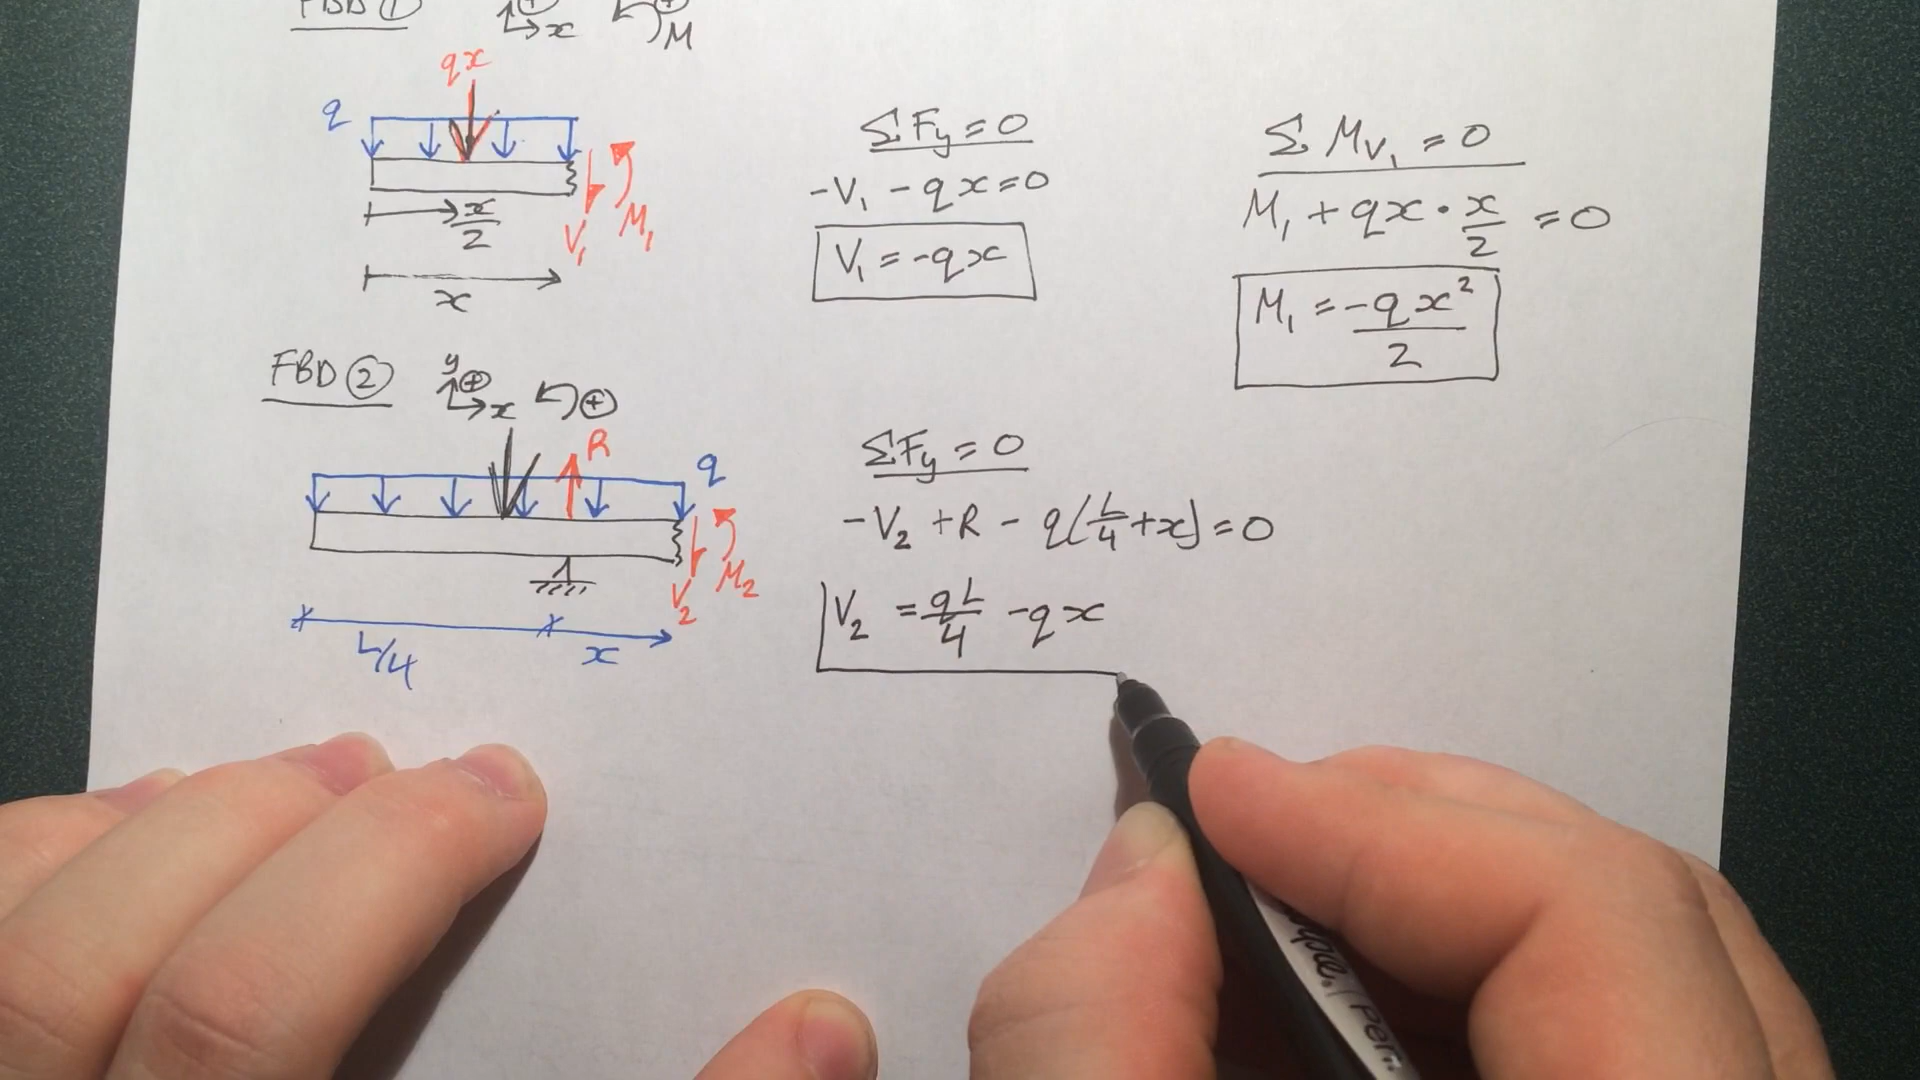 FBD ①
⊕ x ⊕ M
qx
q
x/2
V₁ M₁
x
ΣFy = 0
-V₁ - qx = 0
V₁ = -qx
ΣM_V₁ = 0
M₁ + qx · x/2 = 0
M₁ = -qx²/2
FBD ②
y ⊕ x ⊕
R
q
V₂ M₂
L/4 x
ΣFy = 0
-V₂ + R - q(L/4 + x) = 0
V₂ = qL/4 - qx